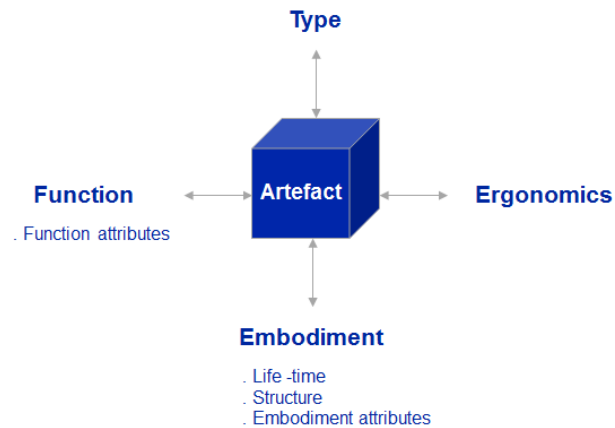 Type
Function
. Function attributes
Artefact
Ergonomics
Embodiment
. Life -time
. Structure
. Embodiment attributes